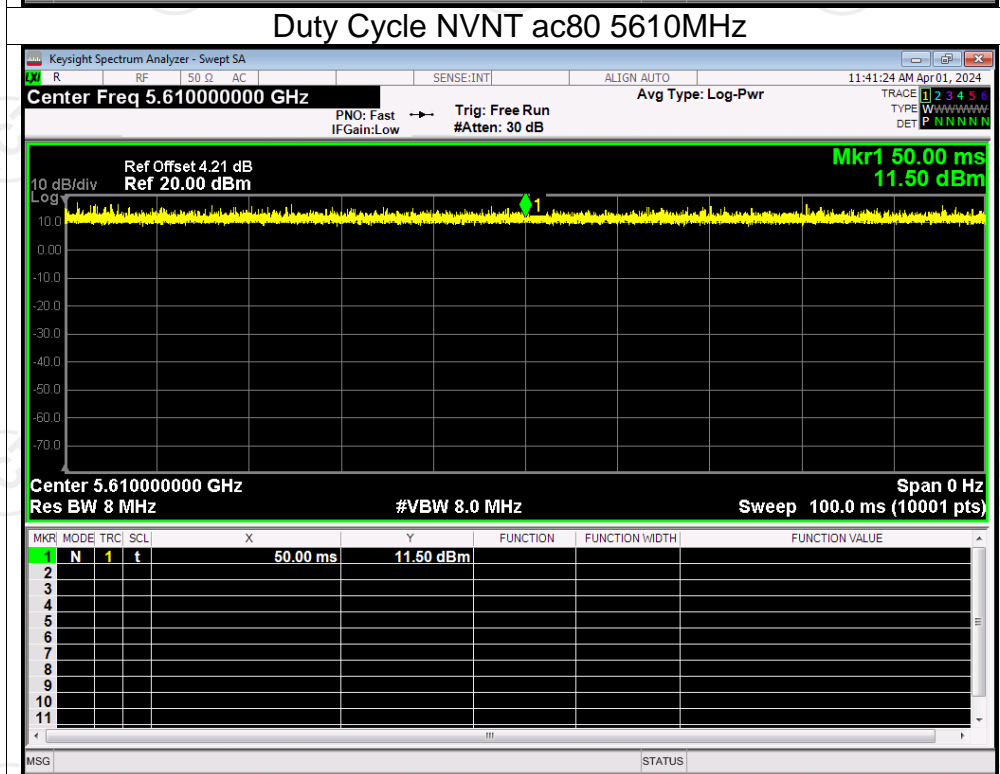 Duty Cycle NVNT ac80 5610MHz
Keysight Spectrum Analyzer - Swept SA
LXI R RF 50 Ω AC SENSE:INT ALIGN AUTO 11:41:24 AM Apr 01, 2024
Center Freq 5.610000000 GHz Avg Type: Log-Pwr TRACE 1 2 3 4 5 6
PNO: Fast Trig: Free Run TYPE WWWWWW
IFGain:Low #Atten: 30 dB DET P N N N N N
Mkr1 50.00 ms
Ref Offset 4.21 dB
10 dB/div Ref 20.00 dBm 11.50 dBm
Log
1
10.0
0.00
-10.0
-20.0
-30.0
-40.0
-50.0
-60.0
-70.0
Center 5.610000000 GHz Span 0 Hz
Res BW 8 MHz #VBW 8.0 MHz Sweep 100.0 ms (10001 pts)
MKR MODE TRC SCL X Y FUNCTION FUNCTION WIDTH FUNCTION VALUE
1 N 1 t 50.00 ms 11.50 dBm
2
3
4
5
6
7
8
9
10
11
MSG STATUS